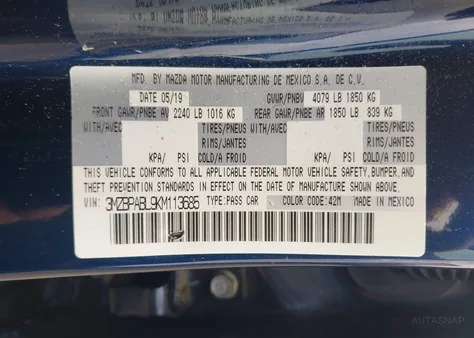 MFD. BY MAZDA MOTOR MANUFACTURING DE MEXICO S.A. DE C.V.
DATE 05/19 GVWR/PNBV 4079 LB 1850 KG
FRONT GAWR/PNBE AV 2240 LB 1016 KG REAR GAWR/PNBE AR 1850 LB 839 KG
WITH/AVEC TIRES/PNEUS WITH/AVEC TIRES/PNEUS
RIMS/JANTES RIMS/JANTES
KPA/ PSI COLD/A FROID KPA/ PSI COLD/A FROID
THIS VEHICLE CONFORMS TO ALL APPLICABLE FEDERAL MOTOR VEHICLE SAFETY, BUMPER,
AND THEFT PREVENTION STANDARDS IN EFFECT ON THE DATE OF MANUFACTURE SHOWN ABOVE.
VIN: 3MZBPABL9KM113685 TYPE: PASS CAR COLOR CODE: 42M MADE IN MEXICO
AUTASNAP